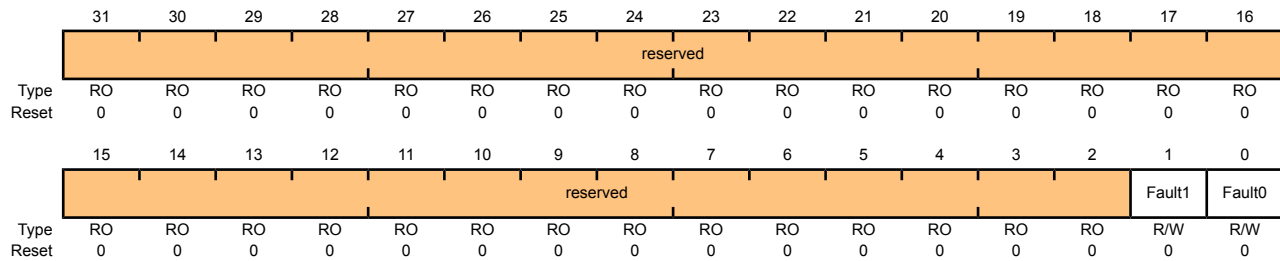 31 30 29 28 27 26 25 24 23 22 21 20 19 18 17 16
reserved
Type RO RO RO RO RO RO RO RO RO RO RO RO RO RO RO RO
Reset 0 0 0 0 0 0 0 0 0 0 0 0 0 0 0 0
15 14 13 12 11 10 9 8 7 6 5 4 3 2 1 0
reserved Fault1 Fault0
Type RO RO RO RO RO RO RO RO RO RO RO RO RO RO R/W R/W
Reset 0 0 0 0 0 0 0 0 0 0 0 0 0 0 0 0